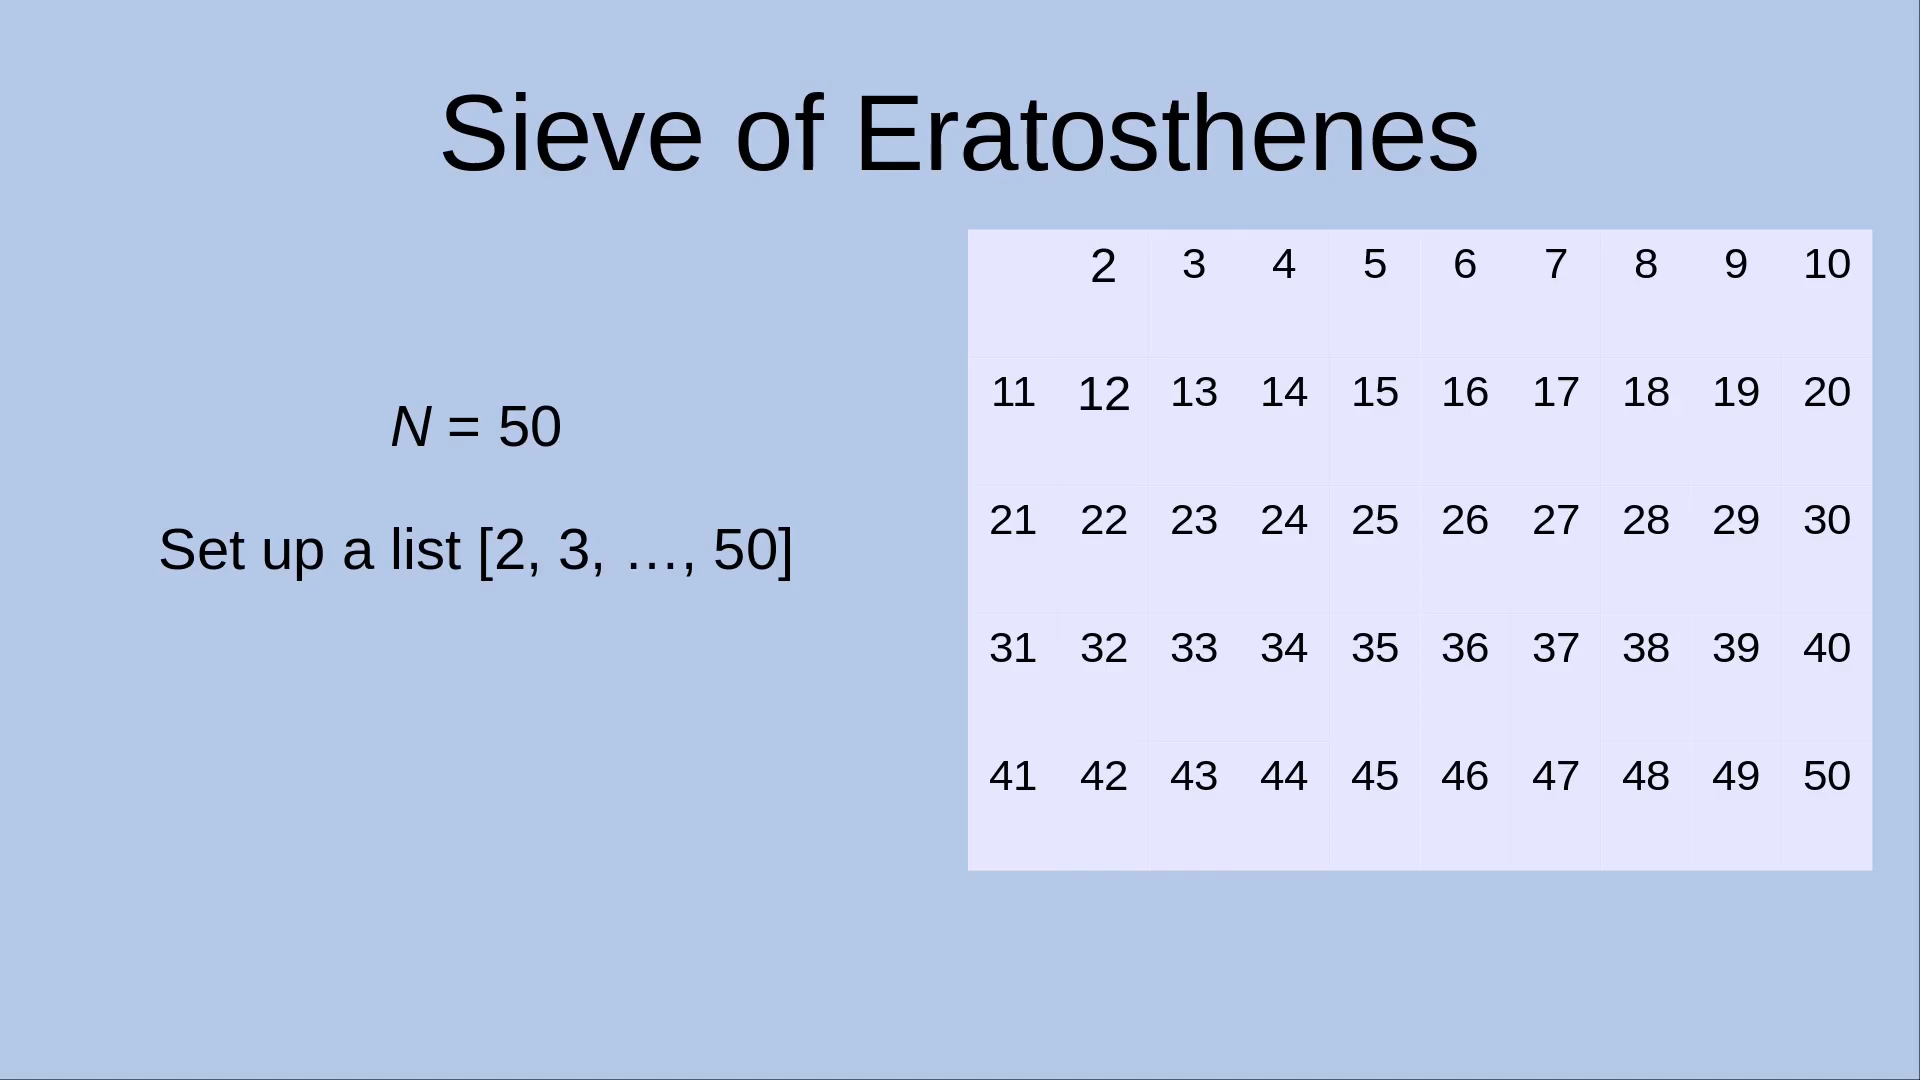 Sieve of Eratosthenes
N = 50
Set up a list [2, 3, …, 50]
2 3 4 5 6 7 8 9 10
11 12 13 14 15 16 17 18 19 20
21 22 23 24 25 26 27 28 29 30
31 32 33 34 35 36 37 38 39 40
41 42 43 44 45 46 47 48 49 50